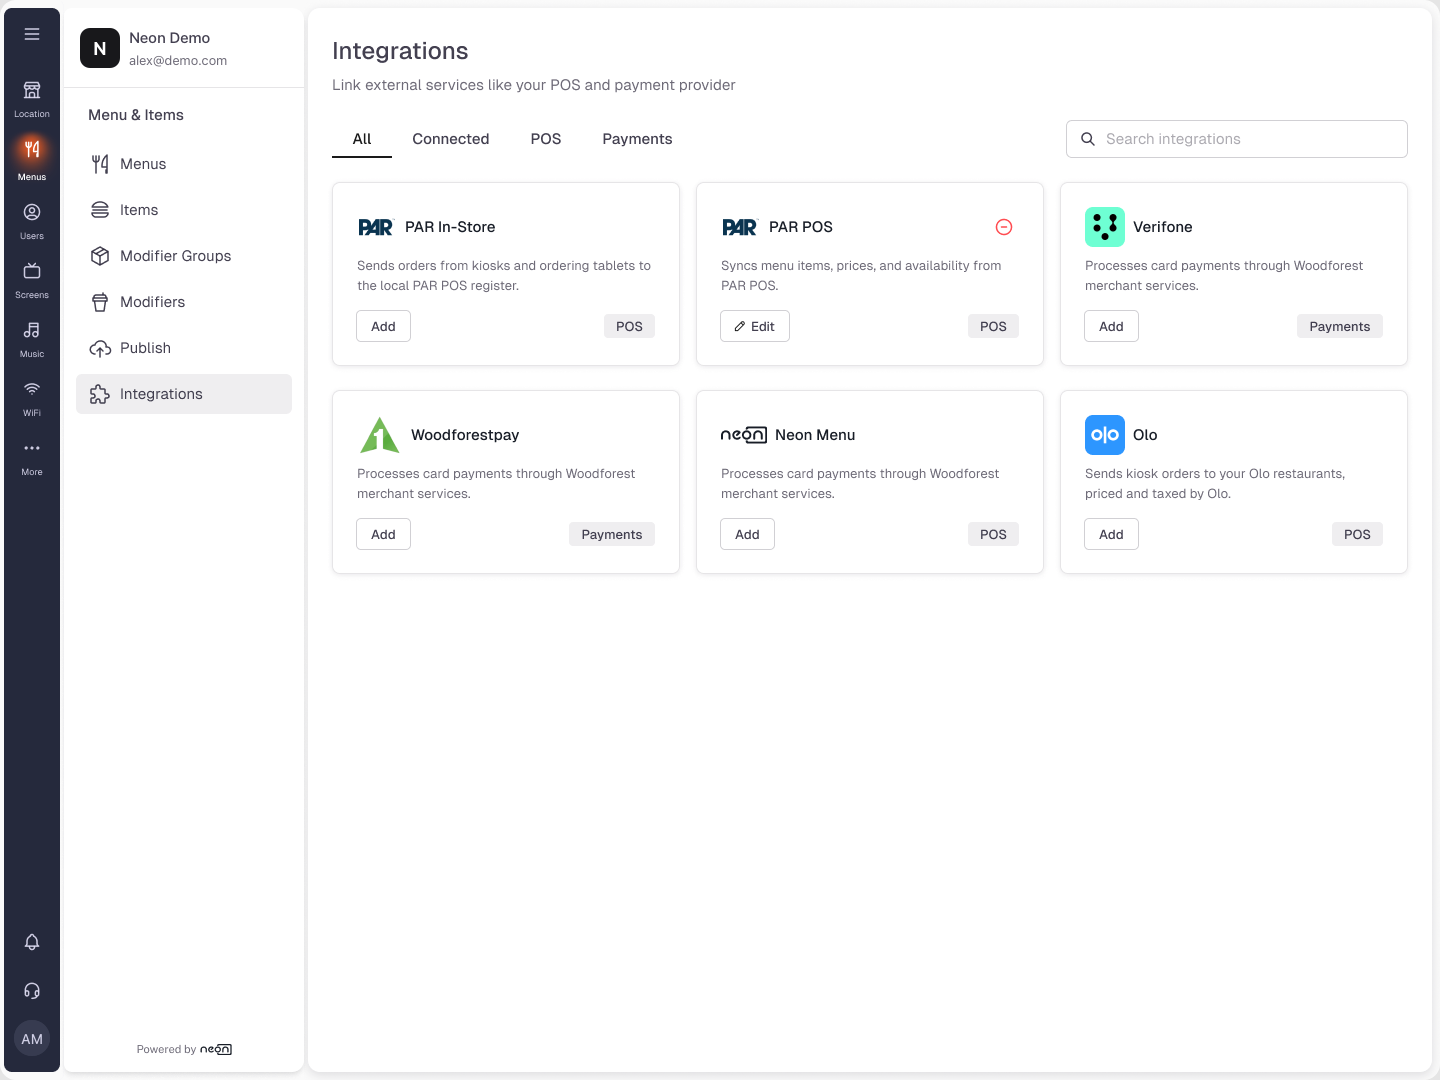 Location
Menus
Users
Screens
Music
WiFi
More
AM
N
Neon Demo
alex@demo.com
Menu & Items
Menus
Items
Modifier Groups
Modifiers
Publish
Integrations
Powered by neon
Integrations
Link external services like your POS and payment provider
All Connected POS Payments
Search integrations
PAR PAR In-Store
Sends orders from kiosks and ordering tablets to
the local PAR POS register.
Add POS
PAR PAR POS
Syncs menu items, prices, and availability from
PAR POS.
Edit POS
Verifone
Processes card payments through Woodforest
merchant services.
Add Payments
1 Woodforestpay
Processes card payments through Woodforest
merchant services.
Add Payments
neon Neon Menu
Processes card payments through Woodforest
merchant services.
Add POS
olo Olo
Sends kiosk orders to your Olo restaurants,
priced and taxed by Olo.
Add POS